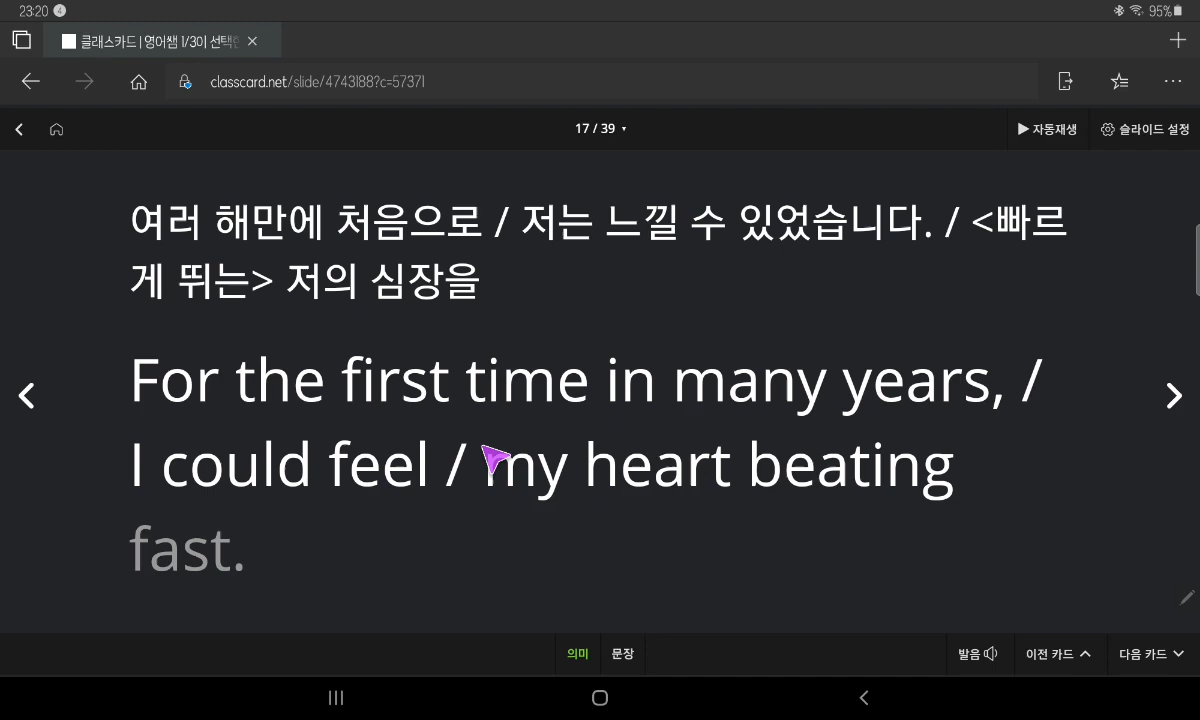 23:20 4 95%
클래스카드 | 영어쌤 1/3이 선택한
classcard.net/slide/4743188?c=57371
17 / 39 자동재생 슬라이드 설정
여러 해만에 처음으로 / 저는 느낄 수 있었습니다. / <빠르
게 뛰는> 저의 심장을
For the first time in many years, /
I could feel / my heart beating
fast.
의미 문장 발음 이전 카드 다음 카드